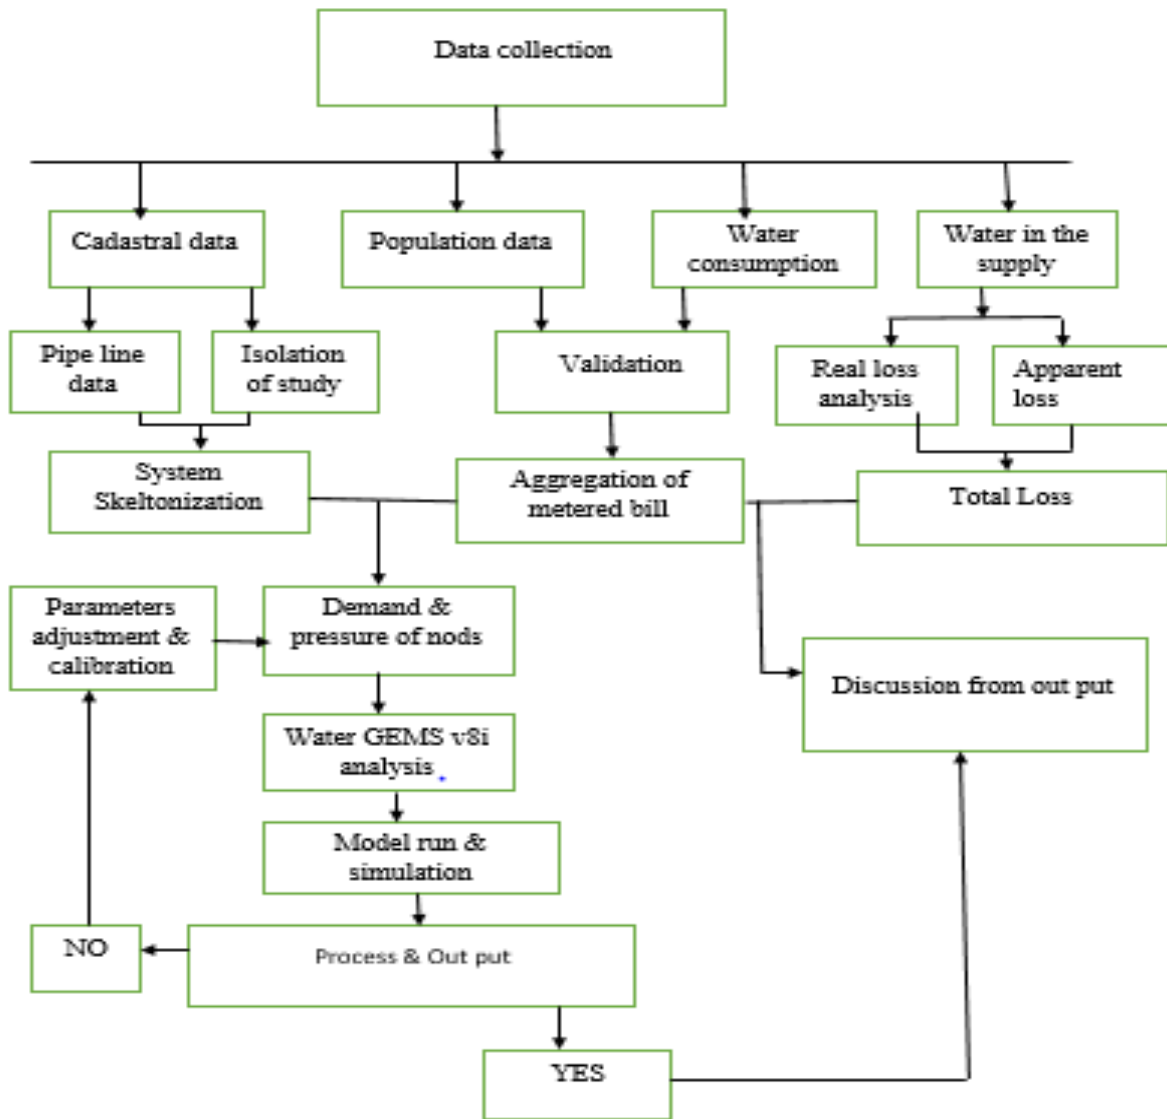 Data collection
Cadastral data
Population data
Water
consumption
Water in the
supply
Pipe line
data
Isolation
of study
Validation
Real loss
analysis
Apparent
loss
System
Skeltonization
Aggregation of
metered bill
Total Loss
Parameters
adjustment &
calibration
Demand &
pressure of nods
Discussion from out put
Water GEMS v8i
analysis
Model run &
simulation
NO
Process & Out put
YES